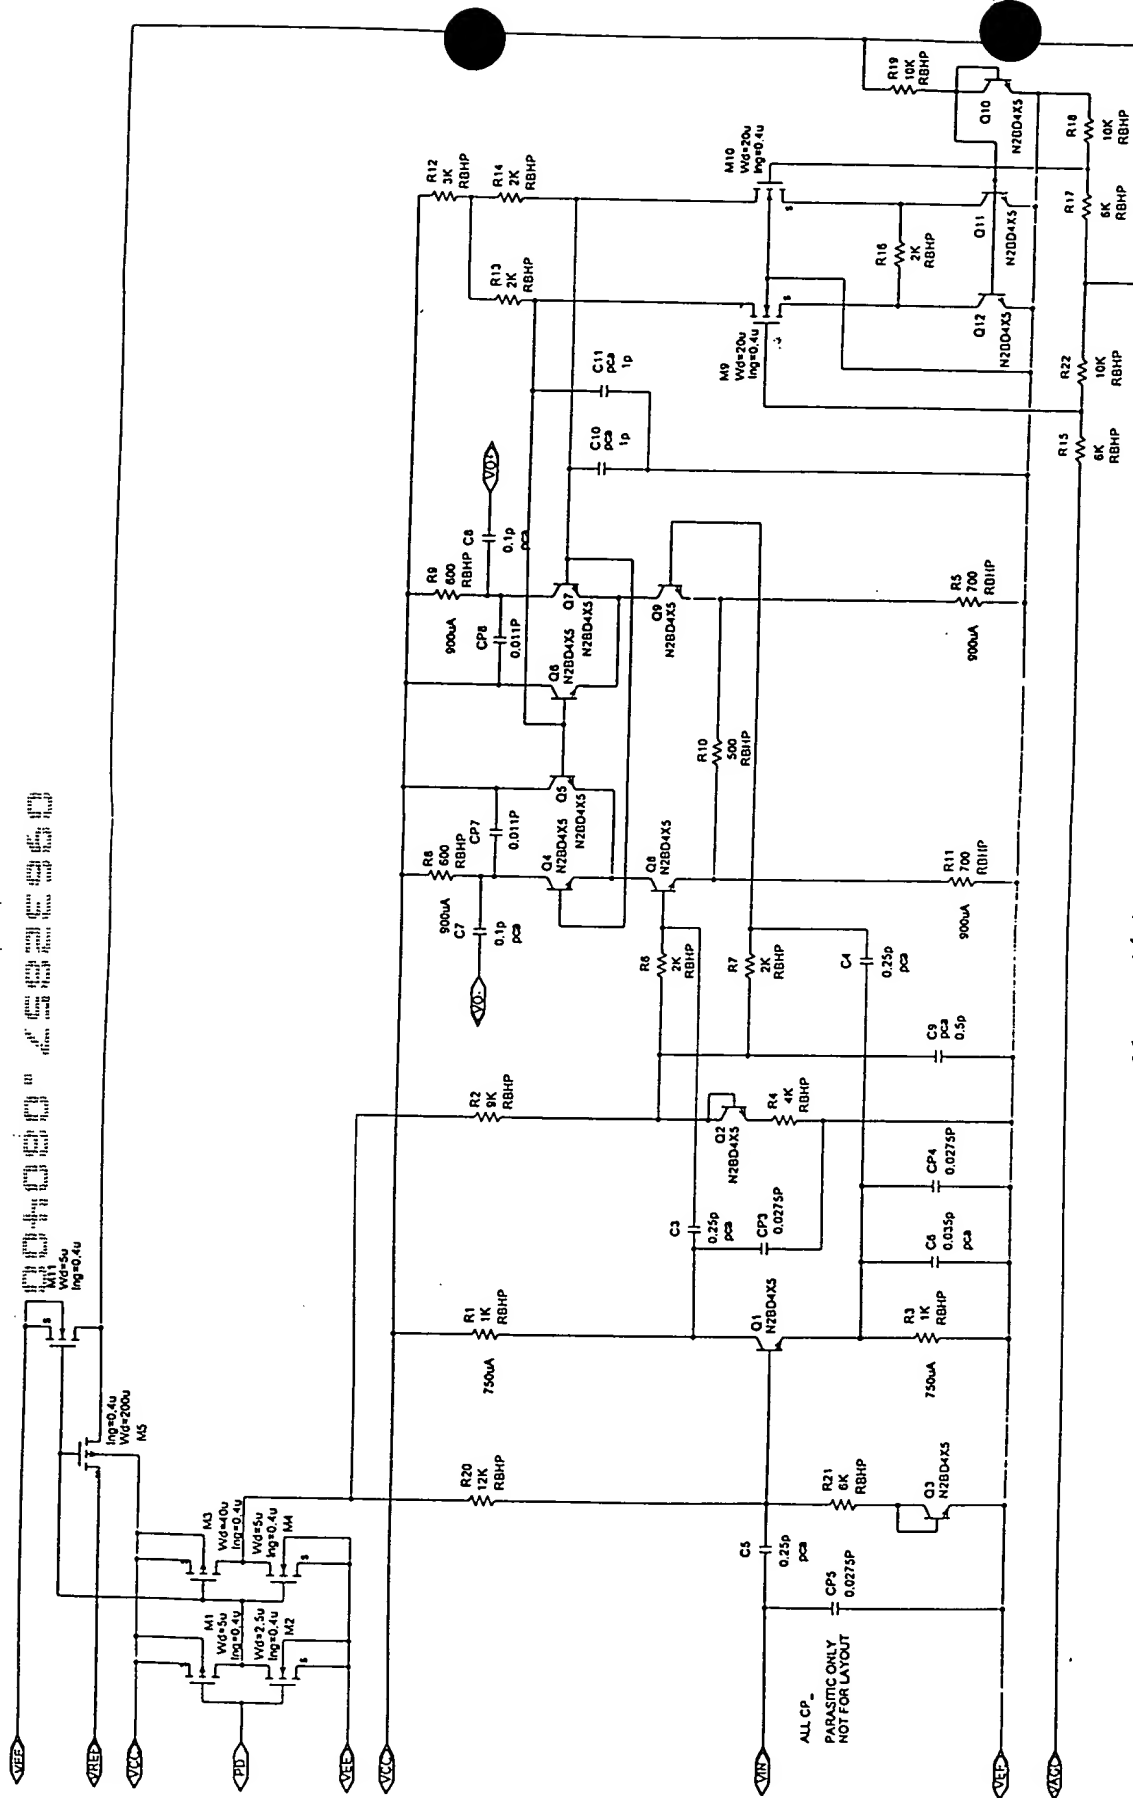 00+080" 05823960
VEE
VREF
VCC
PD
VEE
VCC
VIN
VEE
VAGC
M11
Wd=5u
lng=0.4u
lng=0.4u
Wd=200u
M5
M3
Wd=40u
lng=0.4u
Wd=5u
lng=0.4u
M4
M1
Wd=5u
lng=0.4u
Wd=2.5u
lng=0.4u
M2
R20
12K
RBHP
R1
1K
RBHP
750uA
R2
9K
RBHP
R8
600
RBHP
900uA
C7
0.1p
pca
VO-
CP7
0.011P
R9
600
RBHP
900uA
CP8
0.011P
C8
0.1p
pca
VO+
R12
3K
RBHP
R14
2K
RBHP
R13
2K
RBHP
R19
10K
RBHP
Q4
N2BD4X5
Q5
N2BD4X5
Q6
N2BD4X5
Q7
N2BD4X5
C10
pca
1p
C11
pca
1p
M9
Wd=20u
lng=0.4u
M10
Wd=20u
lng=0.4u
s
R16
2K
RBHP
Q10
N2BD4X5
Q11
N2BD4X5
Q12
N2BD4X5
R18
10K
RBHP
R17
6K
RBHP
R22
10K
RBHP
R15
6K
RBHP
Q8
N2BD4X5
Q9
N2BD4X5
R10
500
RBHP
R6
2K
RBHP
R7
2K
RBHP
C4
0.25p
pca
C9
pca
0.5p
R11
700
RBHP
900uA
R5
700
RBHP
900uA
Q2
N2BD4X5
R4
4K
RBHP
C3
0.25p
pca
CP3
0.0275P
CP4
0.0275P
C6
0.035p
pca
Q1
N2BD4X5
R3
1K
RBHP
750uA
R21
6K
RBHP
Q3
N2BD4X5
C5
0.25p
pca
CP5
0.0275P
ALL CP_
PARASITIC ONLY
NOT FOR LAYOUT